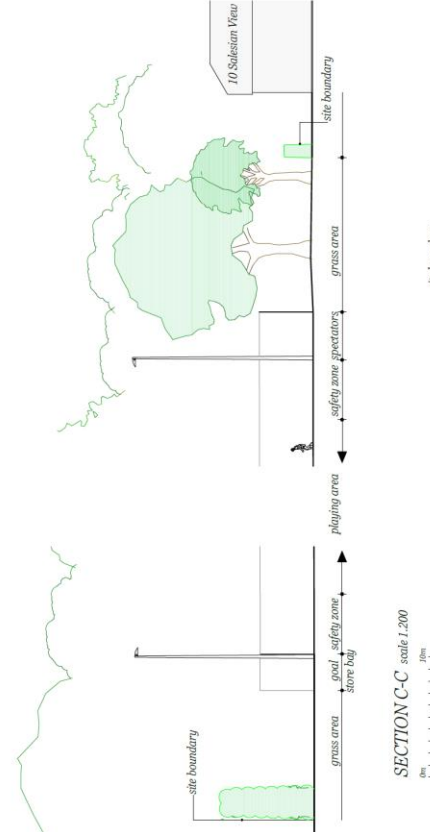 site boundary
grass area
goal store bay
safety zone
playing area
safety zone
spectators
grass area
site boundary
10 Salesian View
SECTION C-C scale 1.200
0m
10m